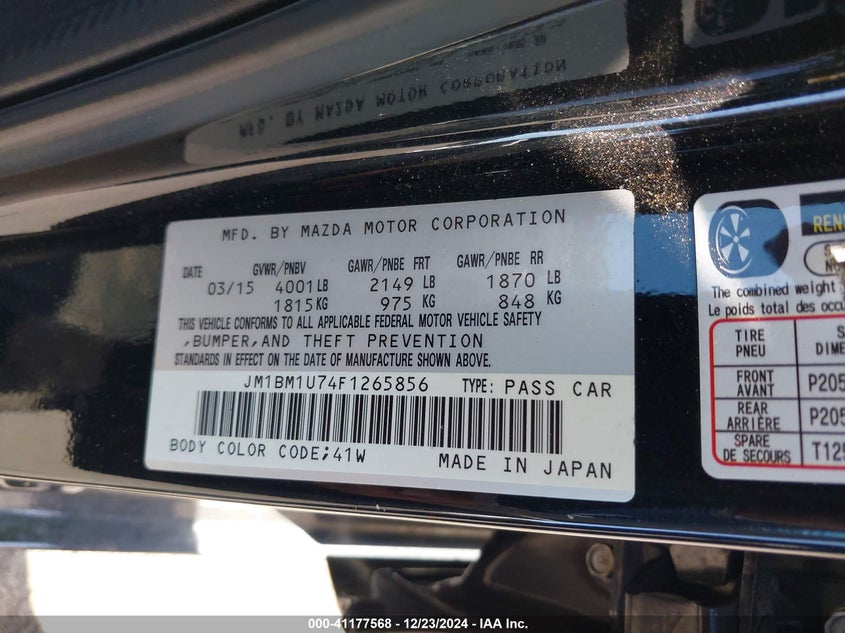 MFD. BY MAZDA MOTOR CORPORATION
DATE GVWR/PNBV GAWR/PNBE FRT GAWR/PNBE RR
03/15 4001 LB 2149 LB 1870 LB
1815 KG 975 KG 848 KG
THIS VEHICLE CONFORMS TO ALL APPLICABLE FEDERAL MOTOR VEHICLE SAFETY
,BUMPER,AND THEFT PREVENTION
STANDARDS IN EFFECT ON THE DATE OF MANUFACTURE SHOWN ABOVE.
JM1BM1U74F1265856 TYPE: PASS CAR
BODY COLOR CODE;41W MADE IN JAPAN
The combined weight
Le poids total des
TIRE
PNEU
FRONT
AVANT P205
REAR
ARRIÈRE P205
SPARE
DE SECOURS T125
000-41177568 - 12/23/2024 - IAA Inc.